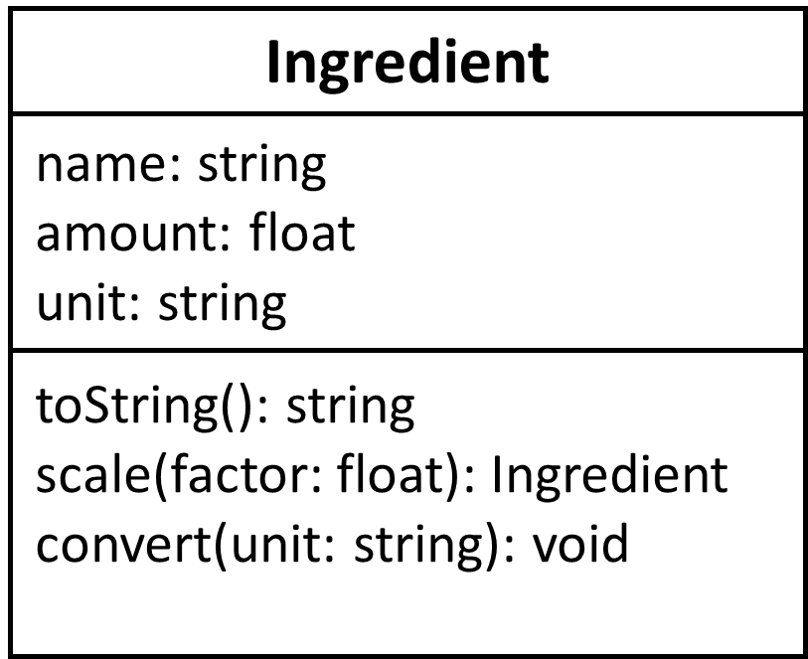 Ingredient
name: string
amount: float
unit: string
toString(): string
scale(factor: float): Ingredient
convert(unit: string): void